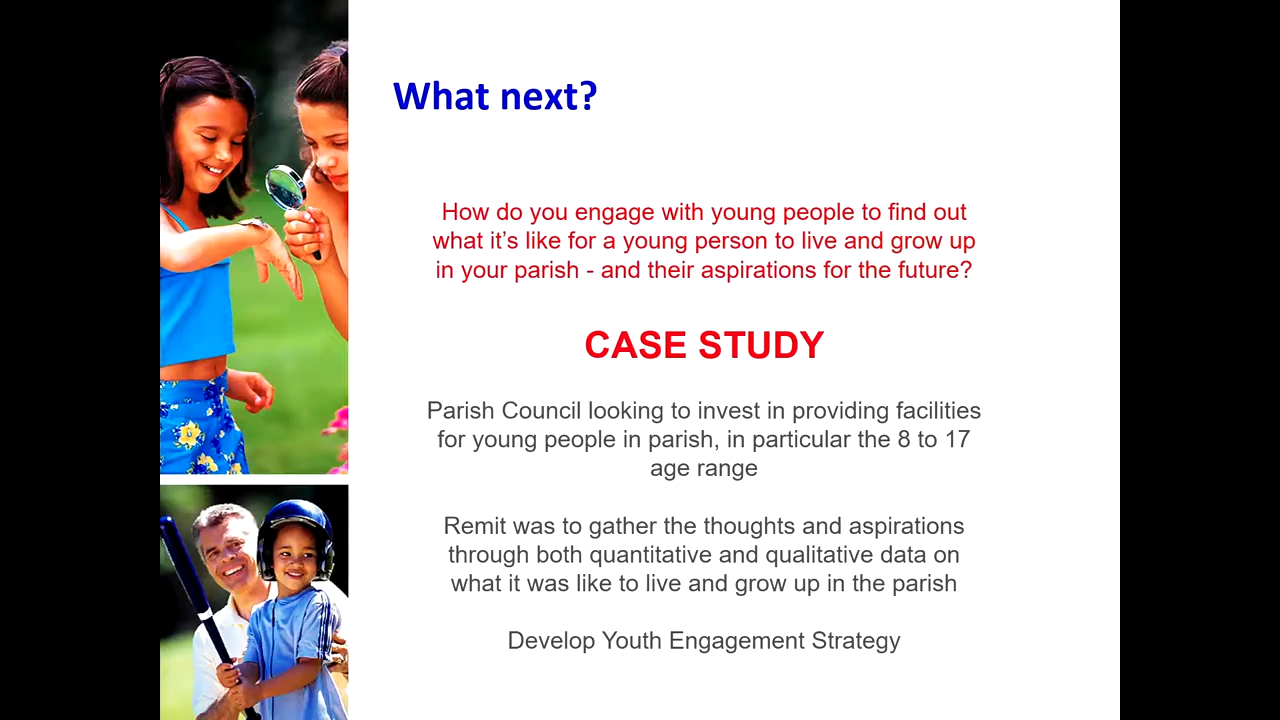 What next?
How do you engage with young people to find out
what it’s like for a young person to live and grow up
in your parish - and their aspirations for the future?
CASE STUDY
Parish Council looking to invest in providing facilities
for young people in parish, in particular the 8 to 17
age range
Remit was to gather the thoughts and aspirations
through both quantitative and qualitative data on
what it was like to live and grow up in the parish
Develop Youth Engagement Strategy